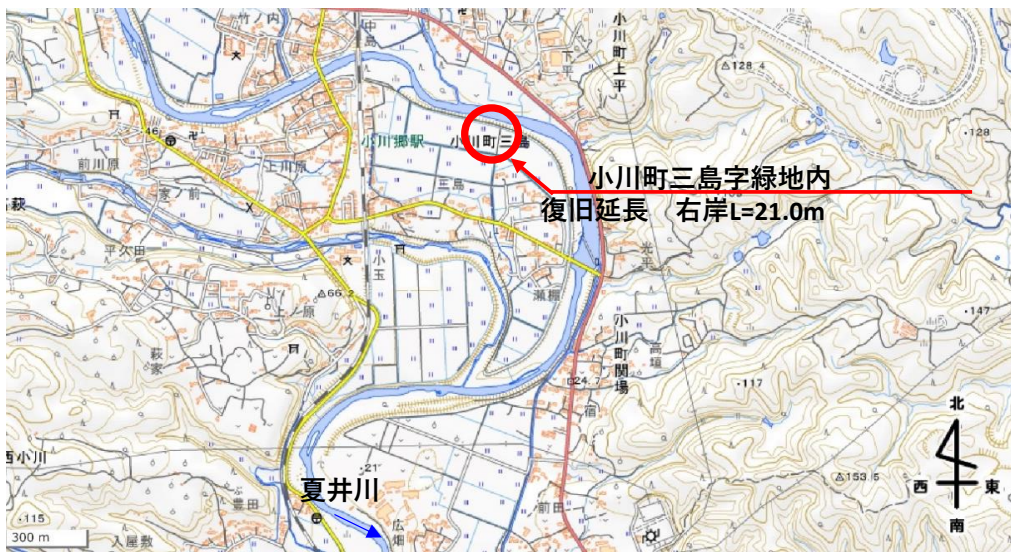 竹ノ内
中島
下平
小川町上平
128.4
128
46
小川郷駅
小川町三島
前川原
上川原
家ノ前
三島
小川町三島字緑地内
復旧延長 右岸L=21.0m
萩
平久田
小玉
光平
瀬棚
66.2
上ノ原
小川町関場
高垣
147
萩家
24.7
117
宿
北
西小川
21
153.5
西
東
夏井川
豊田
前田
南
115
広畑
300 m
入屋敷